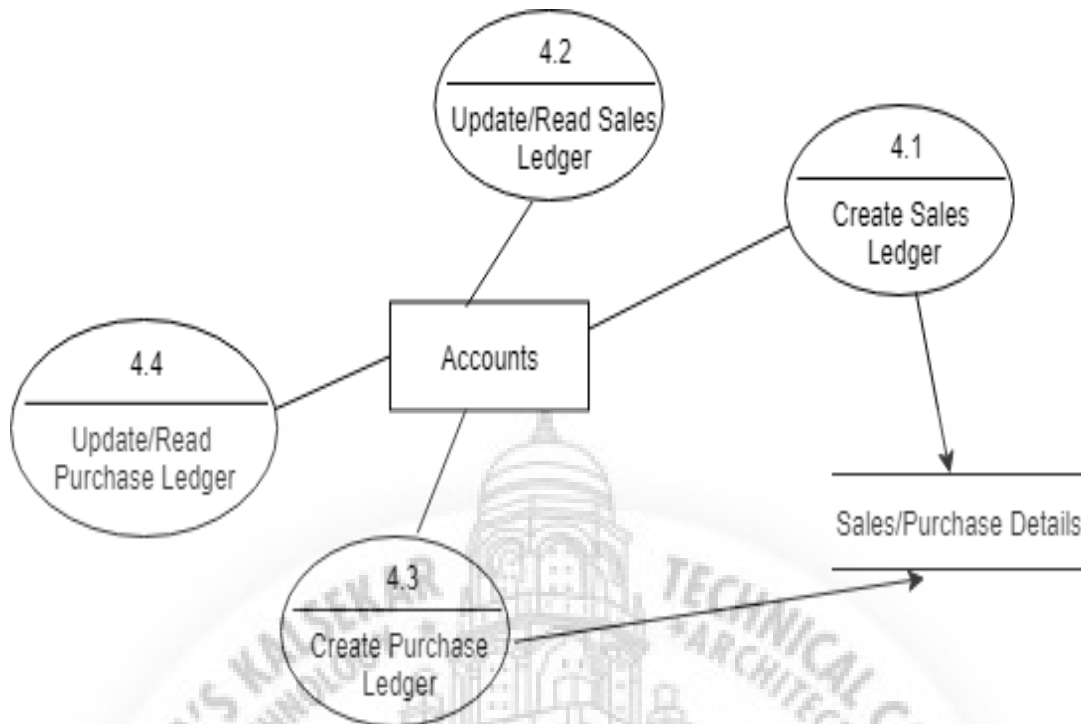 4.2
Update/Read Sales
Ledger
4.1
Create Sales
Ledger
Accounts
4.4
Update/Read
Purchase Ledger
Sales/Purchase Details
4.3
Create Purchase
Ledger
KALSEKAR
TECHNICAL